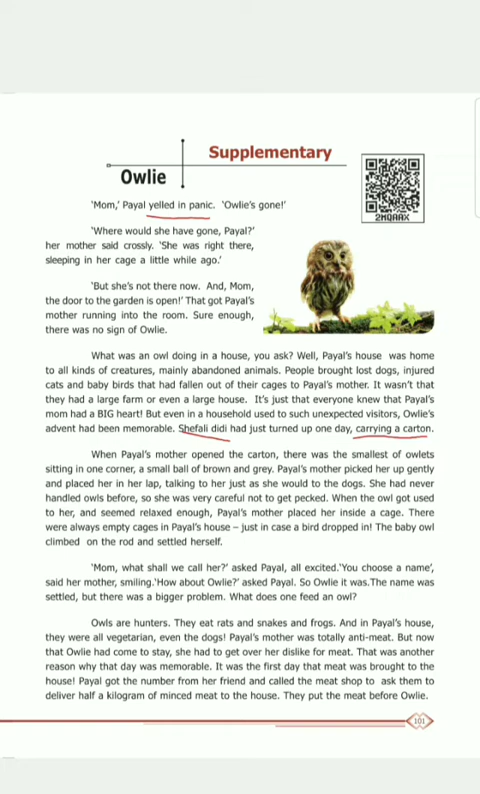 Supplementary
Owlie
2HQARX
'Mom,' Payal yelled in panic. 'Owlie's gone!'
'Where would she have gone, Payal?'
her mother said crossly. 'She was right there,
sleeping in her cage a little while ago.'
'But she's not there now. And, Mom,
the door to the garden is open!' That got Payal's
mother running into the room. Sure enough,
there was no sign of Owlie.
What was an owl doing in a house, you ask? Well, Payal's house was home
to all kinds of creatures, mainly abandoned animals. People brought lost dogs, injured
cats and baby birds that had fallen out of their cages to Payal's mother. It wasn't that
they had a large farm or even a large house. It's just that everyone knew that Payal's
mom had a BIG heart! But even in a household used to such unexpected visitors, Owlie's
advent had been memorable. Shefali didi had just turned up one day, carrying a carton.
When Payal's mother opened the carton, there was the smallest of owlets
sitting in one corner, a small ball of brown and grey. Payal's mother picked her up gently
and placed her in her lap, talking to her just as she would to the dogs. She had never
handled owls before, so she was very careful not to get pecked. When the owl got used
to her, and seemed relaxed enough, Payal's mother placed her inside a cage. There
were always empty cages in Payal's house – just in case a bird dropped in! The baby owl
climbed on the rod and settled herself.
'Mom, what shall we call her?' asked Payal, all excited.'You choose a name',
said her mother, smiling.'How about Owlie?' asked Payal. So Owlie it was.The name was
settled, but there was a bigger problem. What does one feed an owl?
Owls are hunters. They eat rats and snakes and frogs. And in Payal's house,
they were all vegetarian, even the dogs! Payal's mother was totally anti-meat. But now
that Owlie had come to stay, she had to get over her dislike for meat. That was another
reason why that day was memorable. It was the first day that meat was brought to the
house! Payal got the number from her friend and called the meat shop to ask them to
deliver half a kilogram of minced meat to the house. They put the meat before Owlie.
101